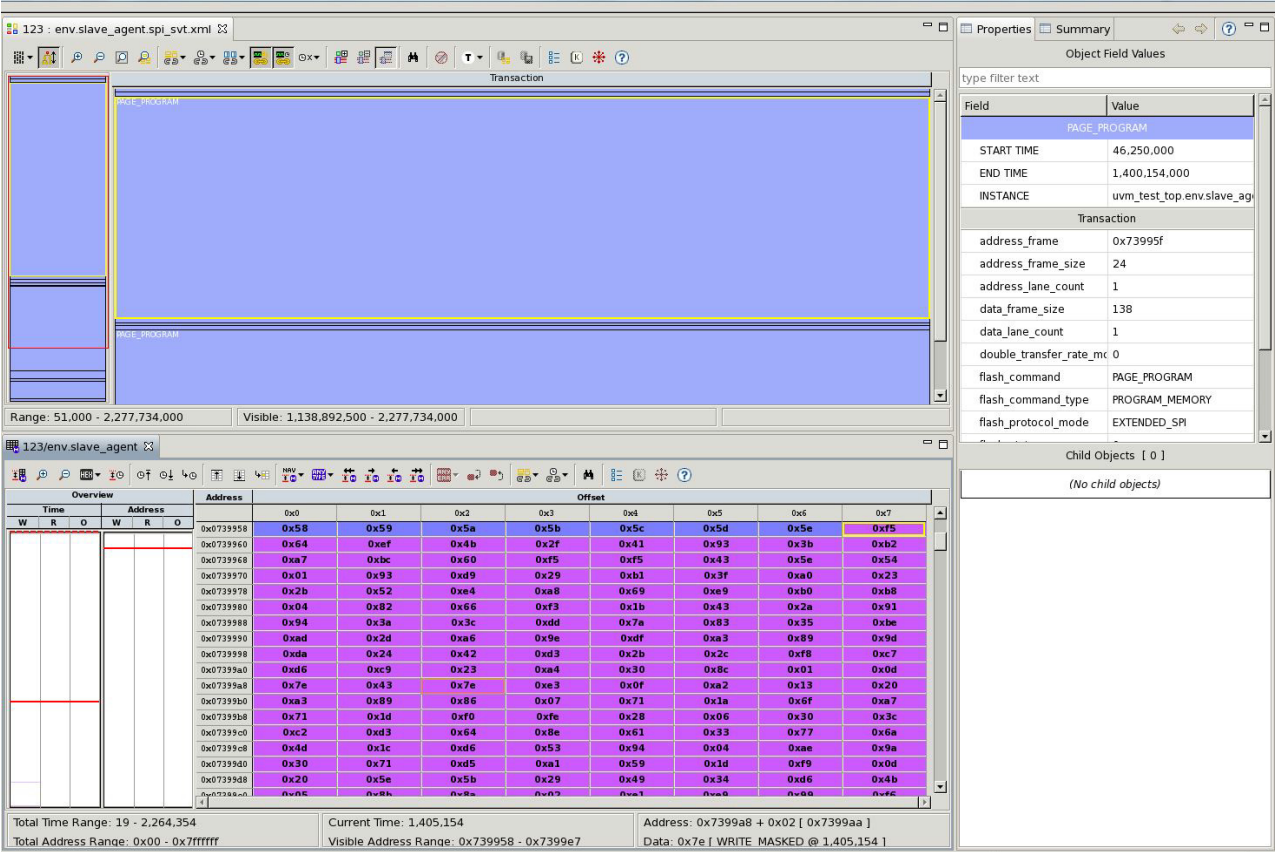 123 : env.slave_agent.spi_svt.xml
Transaction
PAGE_PROGRAM
PAGE_PROGRAM
Range: 51,000 - 2,277,734,000 Visible: 1,138,892,500 - 2,277,734,000
Properties Summary
Object Field Values
type filter text
Field Value
PAGE_PROGRAM
START TIME 46,250,000
END TIME 1,400,154,000
INSTANCE uvm_test_top.env.slave_age
Transaction
address_frame 0x73995f
address_frame_size 24
address_lane_count 1
data_frame_size 138
data_lane_count 1
double_transfer_rate_mc 0
flash_command PAGE_PROGRAM
flash_command_type PROGRAM_MEMORY
flash_protocol_mode EXTENDED_SPI
Child Objects [ 0 ]
(No child objects)
123/env.slave_agent
Overview Address Offset
Time Address
W R O W R O
0x0 0x1 0x2 0x3 0x4 0x5 0x6 0x7
0x0739958 0x58 0x59 0x5a 0x5b 0x5c 0x5d 0x5e 0xf5
0x0739960 0x64 0xef 0x4b 0x2f 0x41 0x93 0x3b 0xb2
0x0739968 0xa7 0xbc 0x60 0xf5 0xf5 0x43 0x5e 0x54
0x0739970 0x01 0x93 0xd9 0x29 0xb1 0x3f 0xa0 0x23
0x0739978 0x2b 0x52 0xe4 0xa8 0x69 0xe9 0xb0 0xb8
0x0739980 0x04 0x82 0x66 0xf3 0x1b 0x43 0x2a 0x91
0x0739988 0x94 0x3a 0x3c 0xdd 0x7a 0x83 0x35 0xbe
0x0739990 0xad 0x2d 0xa6 0x9e 0xdf 0xa3 0x89 0x9d
0x0739998 0xda 0x24 0x42 0xd3 0x2b 0x2c 0xf8 0xc7
0x07399a0 0xd6 0xc9 0x23 0xa4 0x30 0x8c 0x01 0x0d
0x07399a8 0x7e 0x43 0x7e 0xe3 0x0f 0xa2 0x13 0x20
0x07399b0 0xa3 0x89 0x86 0x07 0x71 0x1a 0x6f 0xa7
0x07399b8 0x71 0x1d 0xf0 0xfe 0x28 0x06 0x30 0x3c
0x07399c0 0xc2 0xd3 0x64 0x8e 0x61 0x33 0x77 0x6a
0x07399c8 0x4d 0x1c 0xd6 0x53 0x94 0x04 0xae 0x9a
0x07399d0 0x30 0x71 0xd5 0xa1 0x59 0x1d 0xf9 0x0d
0x07399d8 0x20 0x5e 0x5b 0x29 0x49 0x34 0xd6 0x4b
Total Time Range: 19 - 2,264,354 Current Time: 1,405,154 Address: 0x7399a8 + 0x02 [ 0x7399aa ]
Total Address Range: 0x00 - 0x7ffffff Visible Address Range: 0x739958 - 0x7399e7 Data: 0x7e [ WRITE MASKED @ 1,405,154 ]